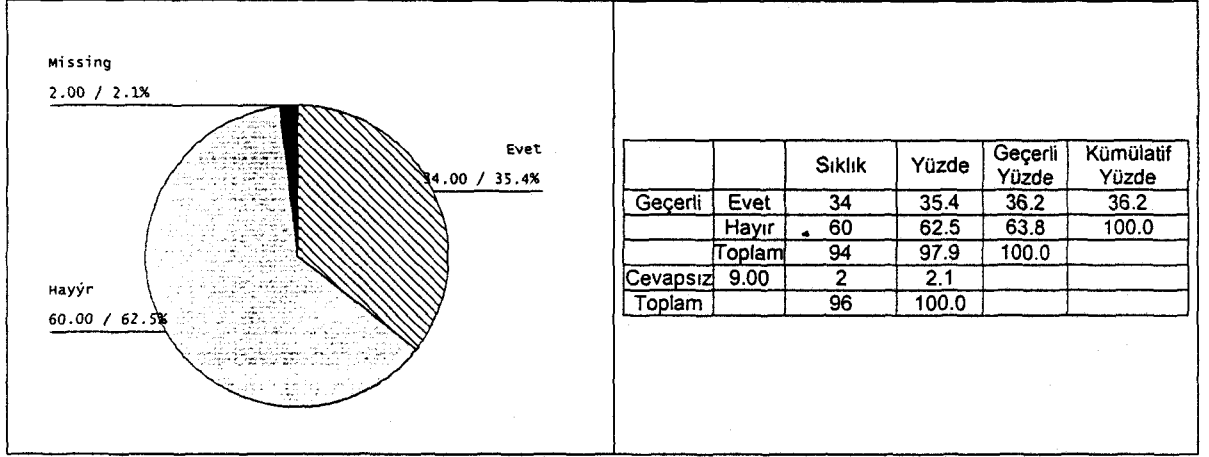 Missing
2.00 / 2.1%
Evet
34.00 / 35.4%
Hayýr
60.00 / 62.5%
Sıklık Yüzde Geçerli Yüzde Kümülatif Yüzde
Geçerli Evet 34 35.4 36.2 36.2
Hayır 60 62.5 63.8 100.0
Toplam 94 97.9 100.0
Cevapsız 9.00 2 2.1
Toplam 96 100.0